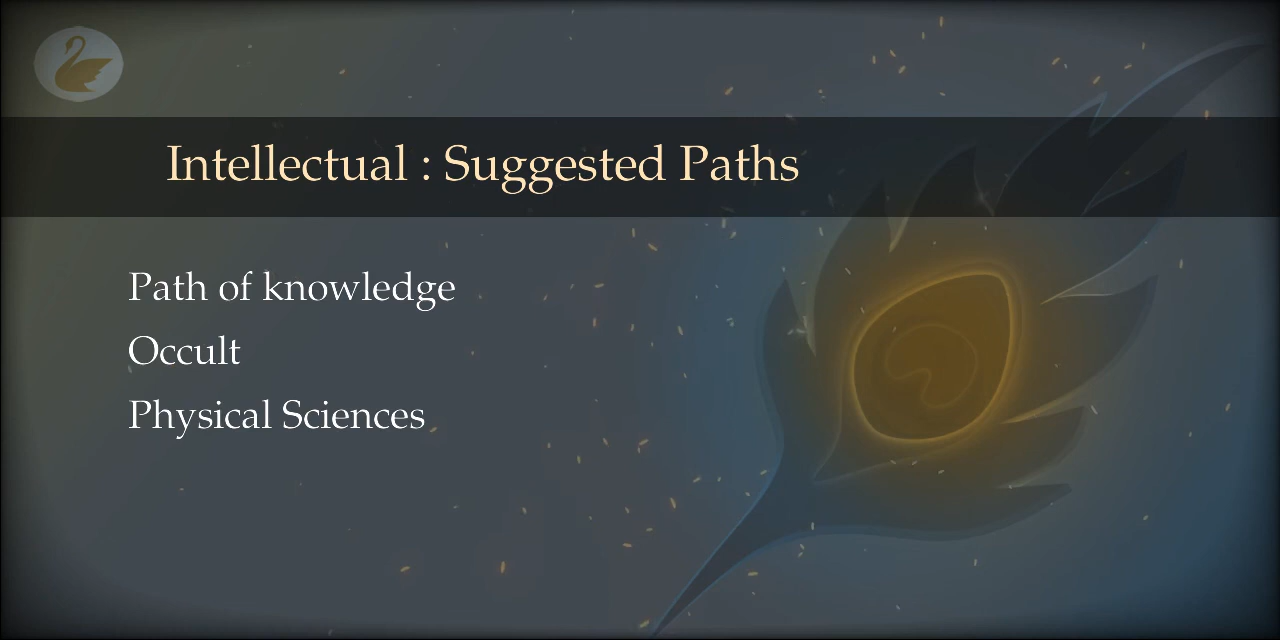 Intellectual : Suggested Paths
Path of knowledge
Occult
Physical Sciences